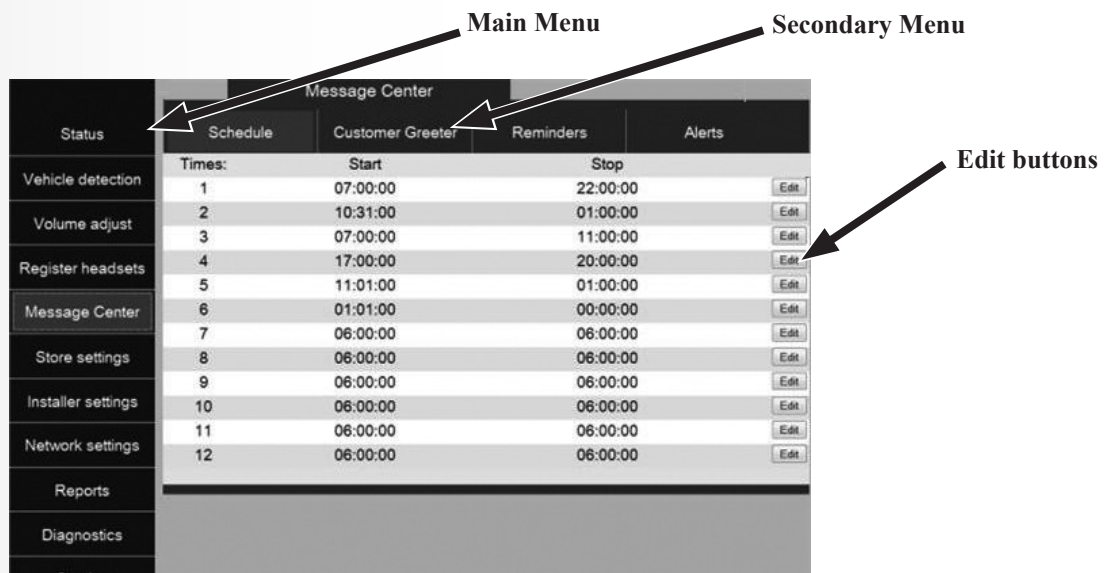 Main Menu
Secondary Menu
Edit buttons
Message Center
Status
Vehicle detection
Volume adjust
Register headsets
Message Center
Store settings
Installer settings
Network settings
Reports
Diagnostics
Schedule Customer Greeter Reminders Alerts
Times: Start Stop
1 07:00:00 22:00:00 Edit
2 10:31:00 01:00:00 Edit
3 07:00:00 11:00:00 Edit
4 17:00:00 20:00:00 Edit
5 11:01:00 01:00:00 Edit
6 01:01:00 00:00:00 Edit
7 06:00:00 06:00:00 Edit
8 06:00:00 06:00:00 Edit
9 06:00:00 06:00:00 Edit
10 06:00:00 06:00:00 Edit
11 06:00:00 06:00:00 Edit
12 06:00:00 06:00:00 Edit